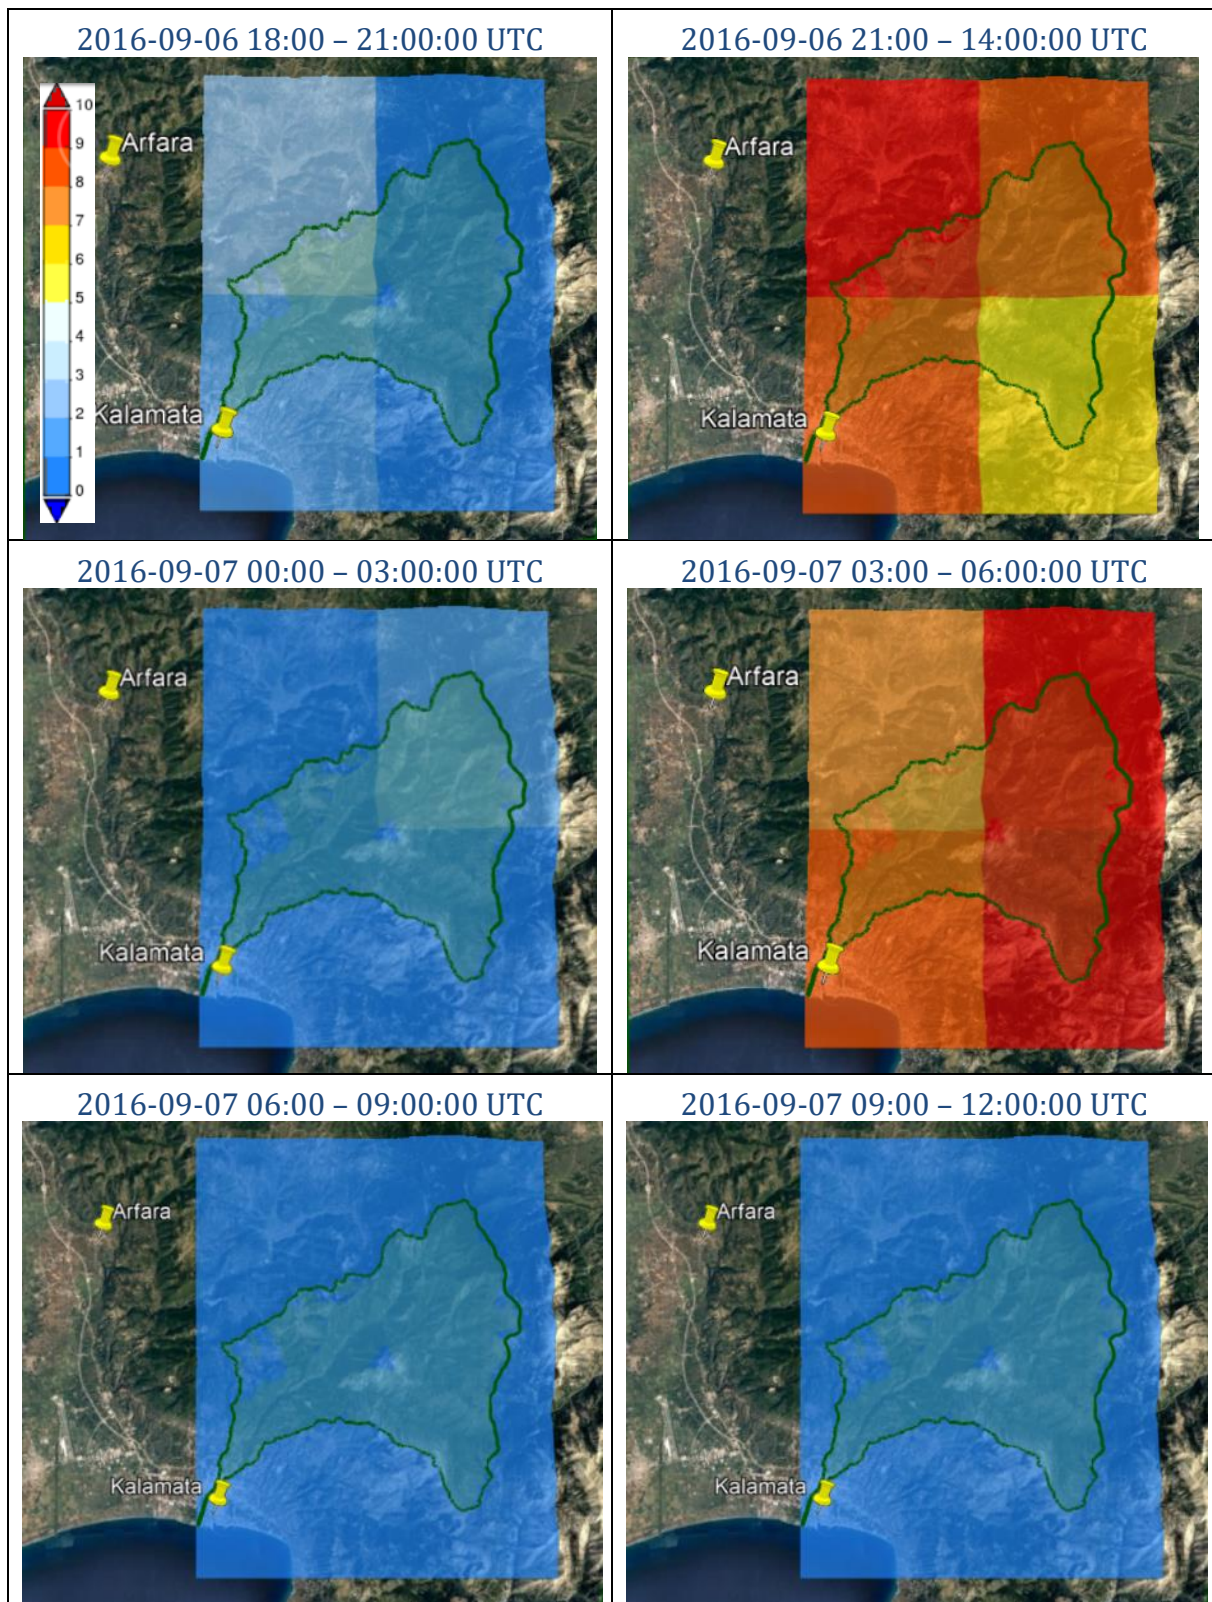 2016-09-06 18:00 – 21:00:00 UTC
10
9
8
7
6
5
4
3
2
1
0
Arfara
Kalamata
2016-09-06 21:00 – 14:00:00 UTC
Arfara
Kalamata
2016-09-07 00:00 – 03:00:00 UTC
Arfara
Kalamata
2016-09-07 03:00 – 06:00:00 UTC
Arfara
Kalamata
2016-09-07 06:00 – 09:00:00 UTC
Arfara
Kalamata
2016-09-07 09:00 – 12:00:00 UTC
Arfara
Kalamata